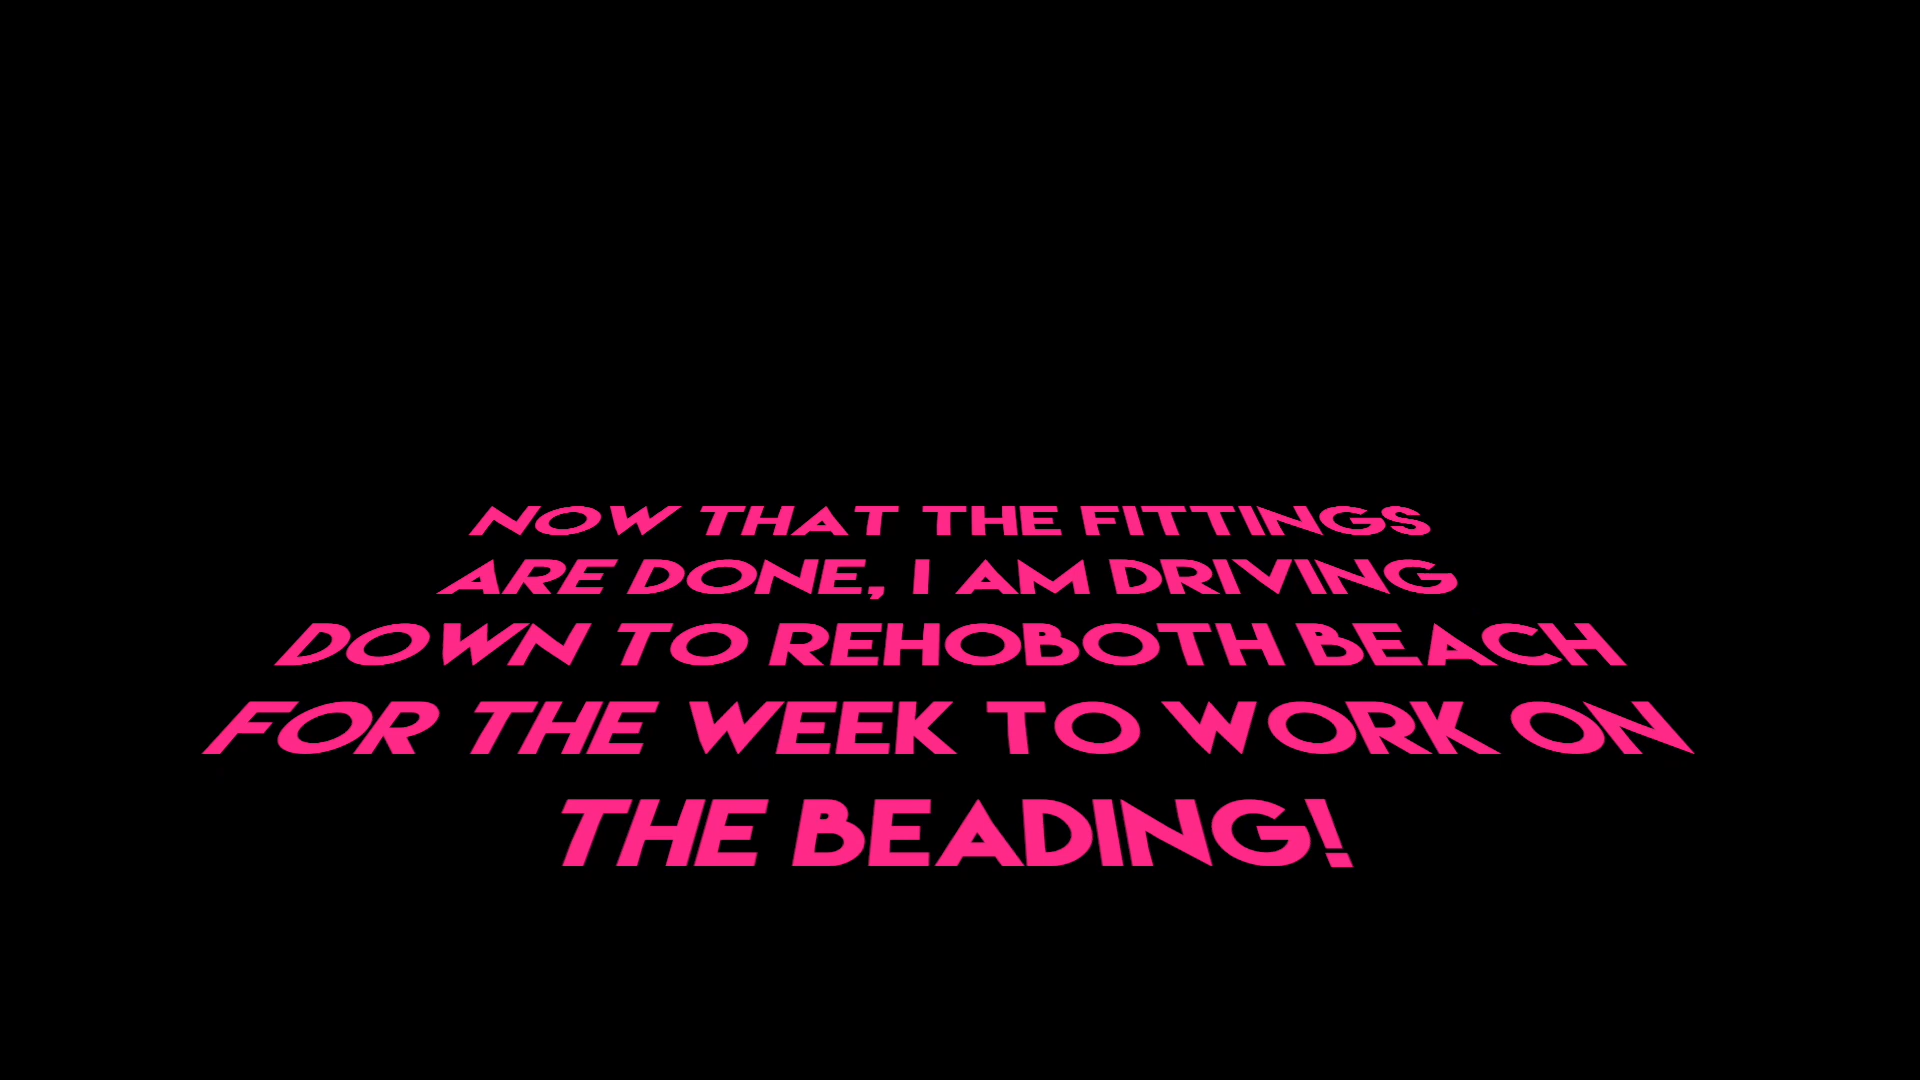 NOW THAT THE FITTINGS
ARE DONE, I AM DRIVING
DOWN TO REHOBOTH BEACH
FOR THE WEEK TO WORK ON
THE BEADING!